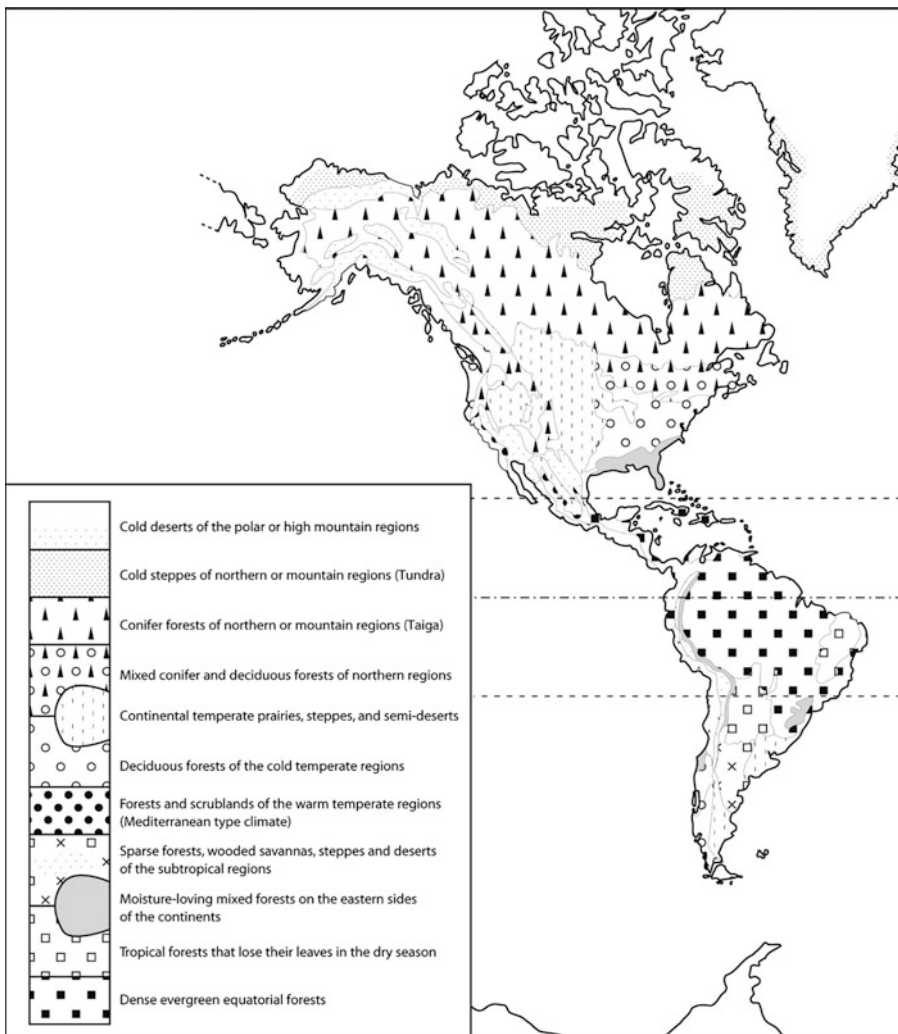 Cold deserts of the polar or high mountain regions
Cold steppes of northern or mountain regions (Tundra)
Conifer forests of northern or mountain regions (Taiga)
Mixed conifer and deciduous forests of northern regions
Continental temperate prairies, steppes, and semi-deserts
Deciduous forests of the cold temperate regions
Forests and scrublands of the warm temperate regions
(Mediterranean type climate)
Sparse forests, wooded savannas, steppes and deserts
of the subtropical regions
Moisture-loving mixed forests on the eastern sides
of the continents
Tropical forests that lose their leaves in the dry season
Dense evergreen equatorial forests